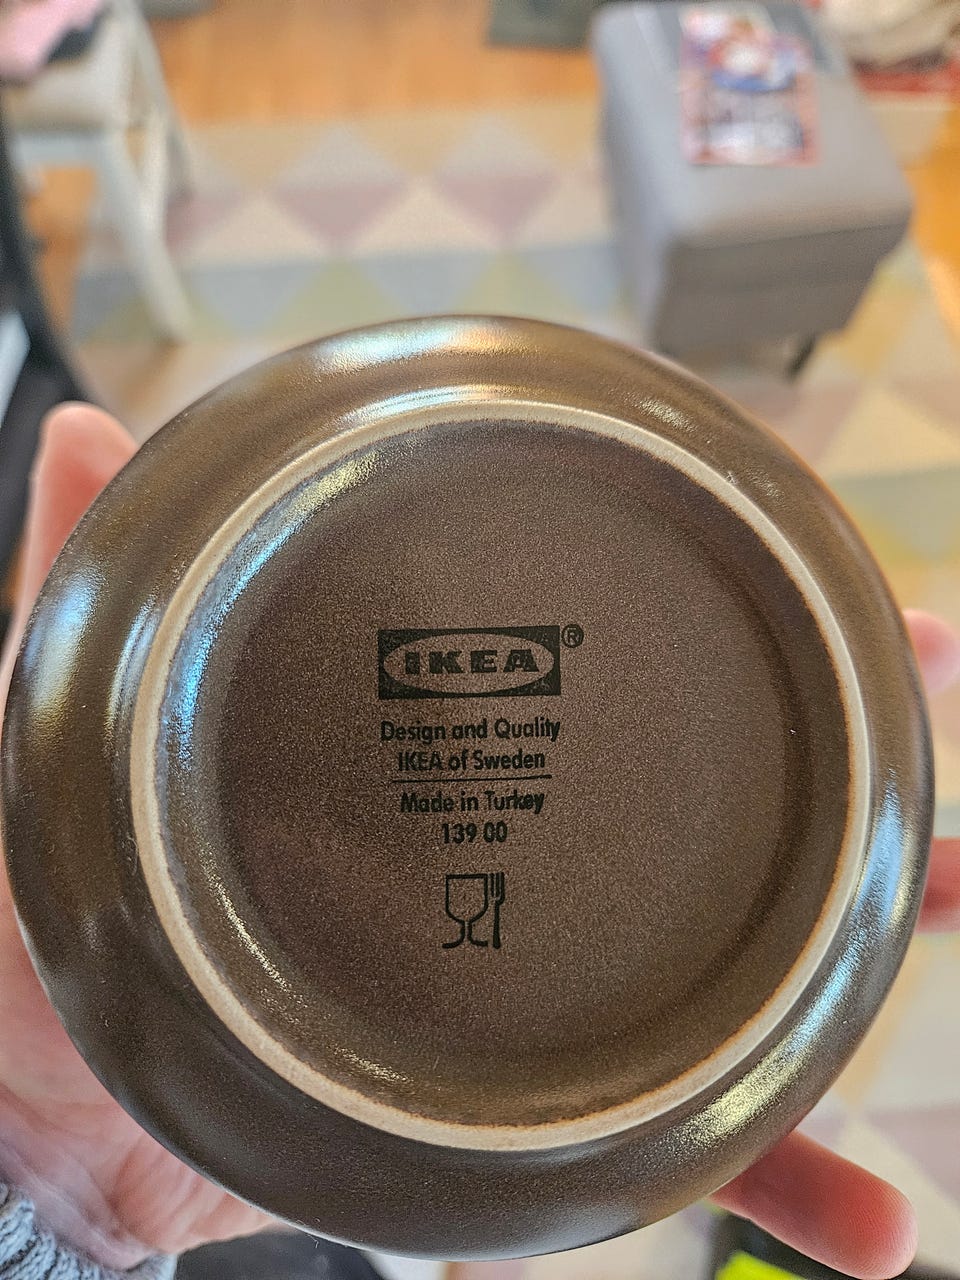 IKEA®
Design and Quality
IKEA of Sweden
Made in Turkey
139 00